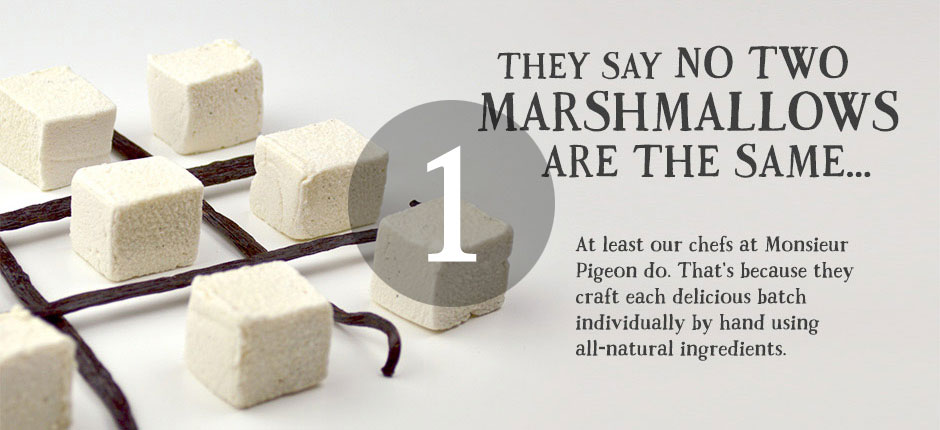 THEY SAY NO TWO
MARSHMALLOWS
ARE THE SAME...
1
At least our chefs at Monsieur
Pigeon do. That's because they
craft each delicious batch
individually by hand using
all-natural ingredients.